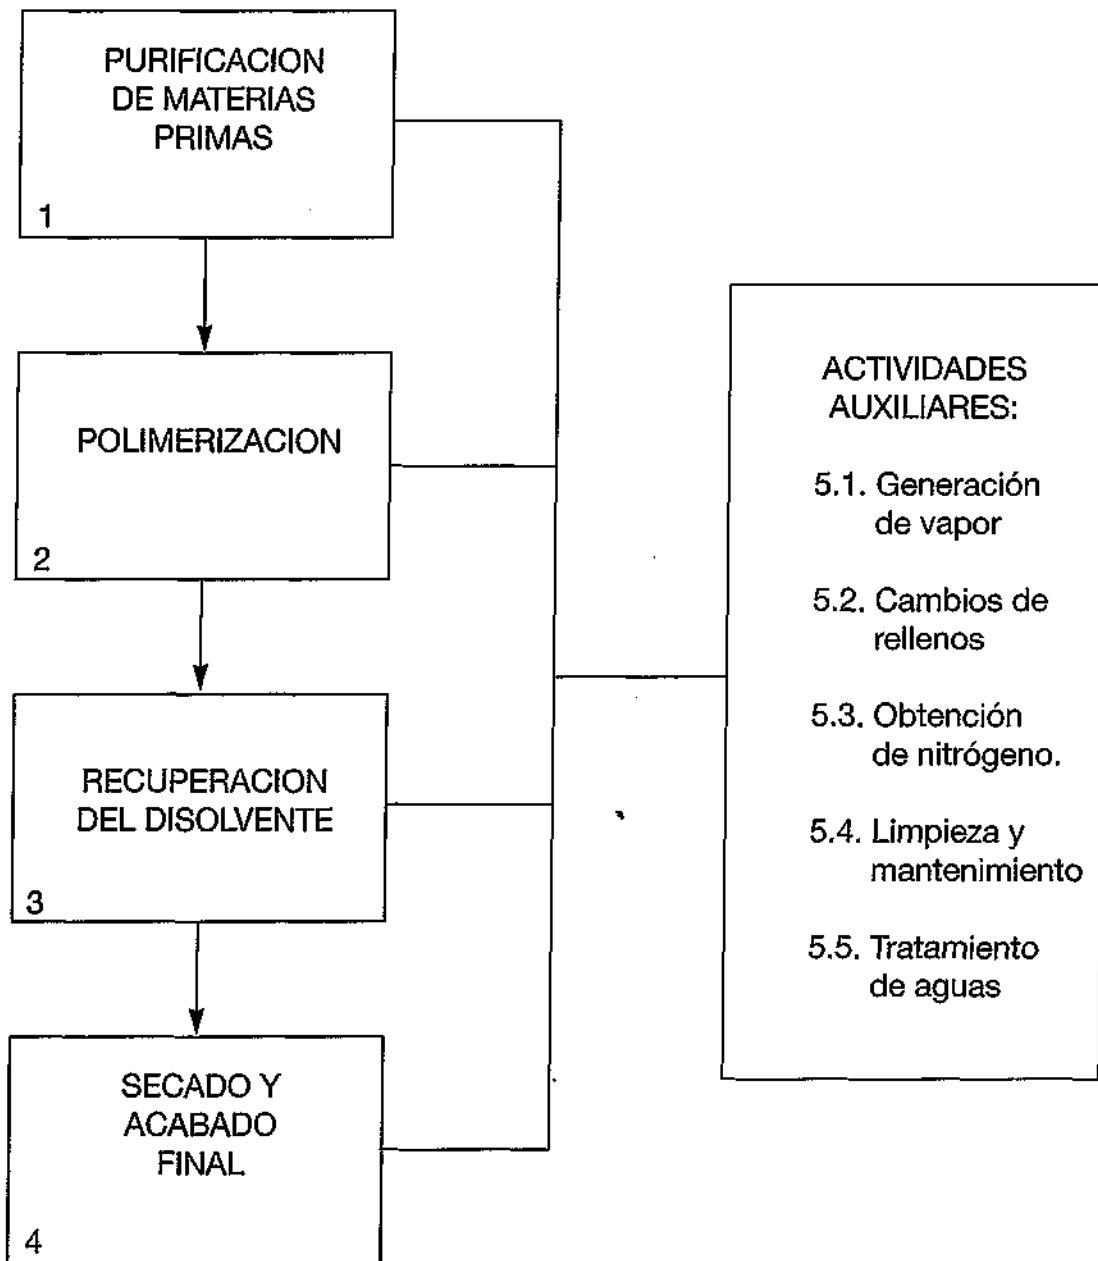 PURIFICACION
DE MATERIAS
PRIMAS
1
POLIMERIZACION
2
RECUPERACION
DEL DISOLVENTE
3
SECADO Y
ACABADO
FINAL
4
ACTIVIDADES
AUXILIARES:
5.1. Generación
de vapor
5.2. Cambios de
rellenos
5.3. Obtención
de nitrógeno.
5.4. Limpieza y
mantenimiento
5.5. Tratamiento
de aguas